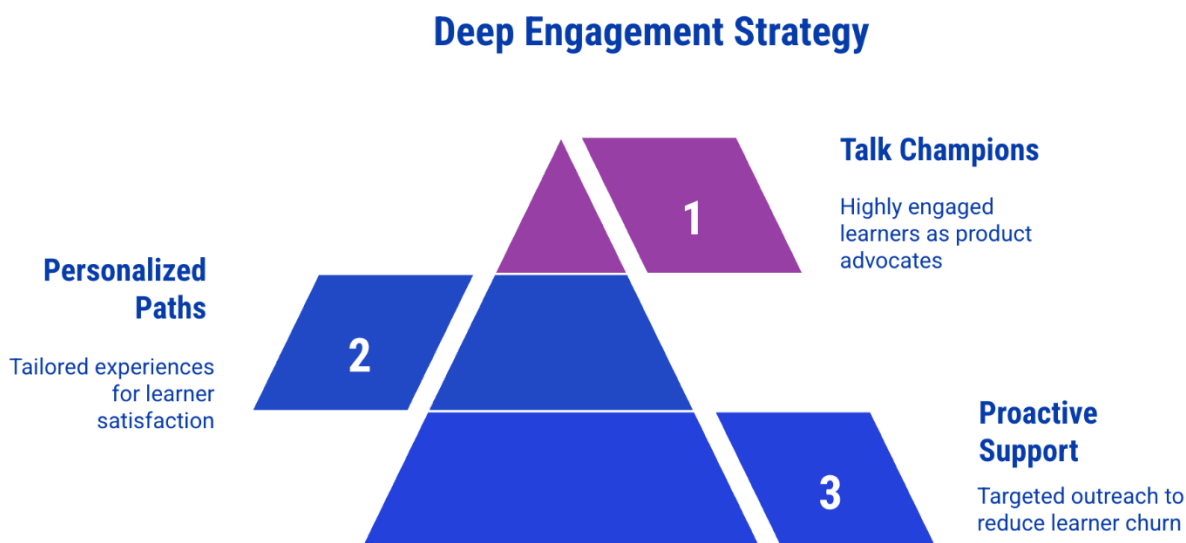 Deep Engagement Strategy
1
Talk Champions
Highly engaged
learners as product
advocates
Personalized
Paths
Tailored experiences
for learner
satisfaction
2
3
Proactive
Support
Targeted outreach to
reduce learner churn